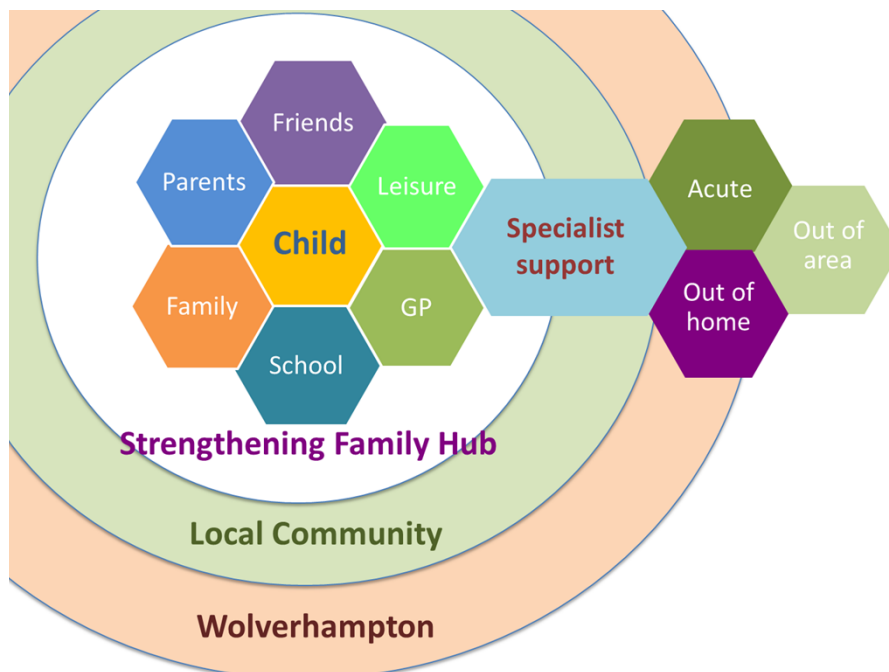 Friends
Parents
Leisure
Acute
Child
Specialist
support
Out of
area
Family
GP
Out of
home
School
Strengthening Family Hub
Local Community
Wolverhampton